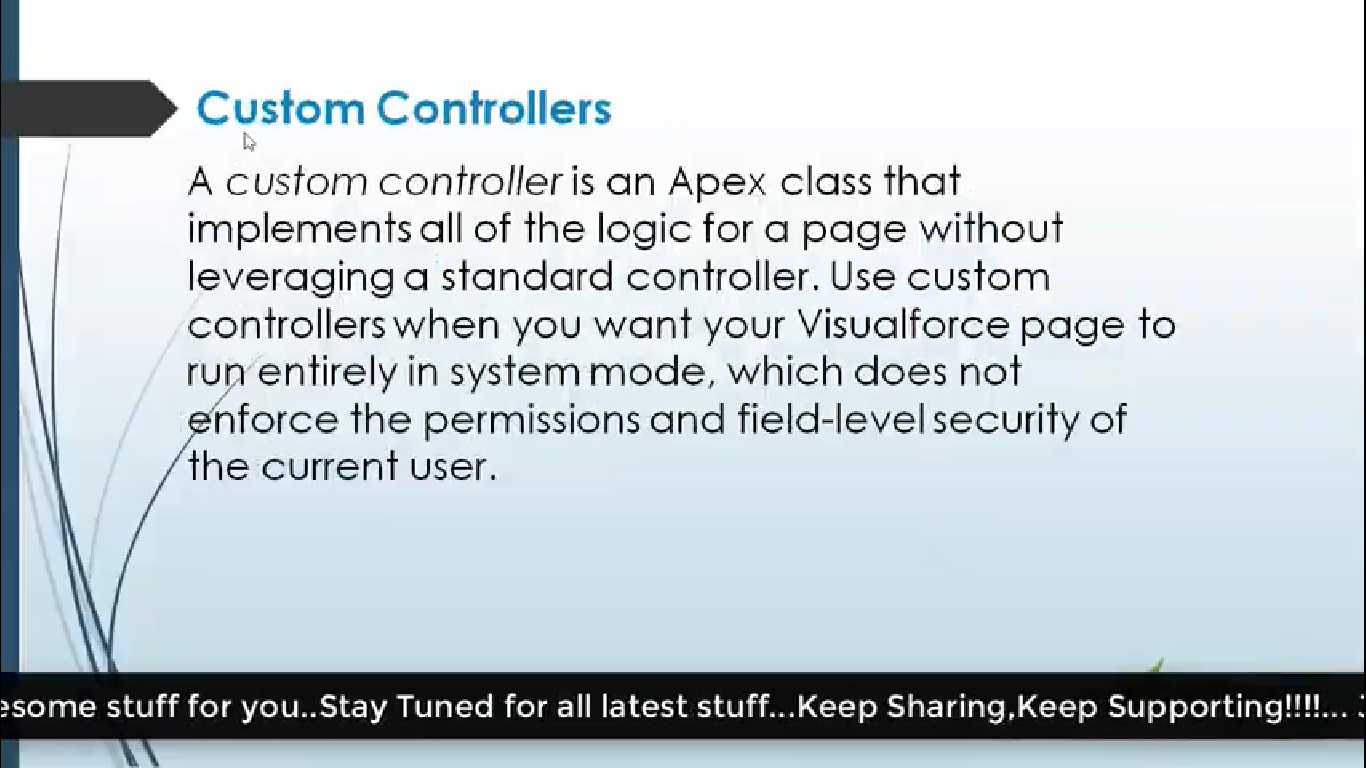 Custom Controllers
A custom controller is an Apex class that
implements all of the logic for a page without
leveraging a standard controller. Use custom
controllers when you want your Visualforce page to
run entirely in system mode, which does not
enforce the permissions and field-level security of
the current user.
esome stuff for you..Stay Tuned for all latest stuff...Keep Sharing,Keep Supporting!!!!...